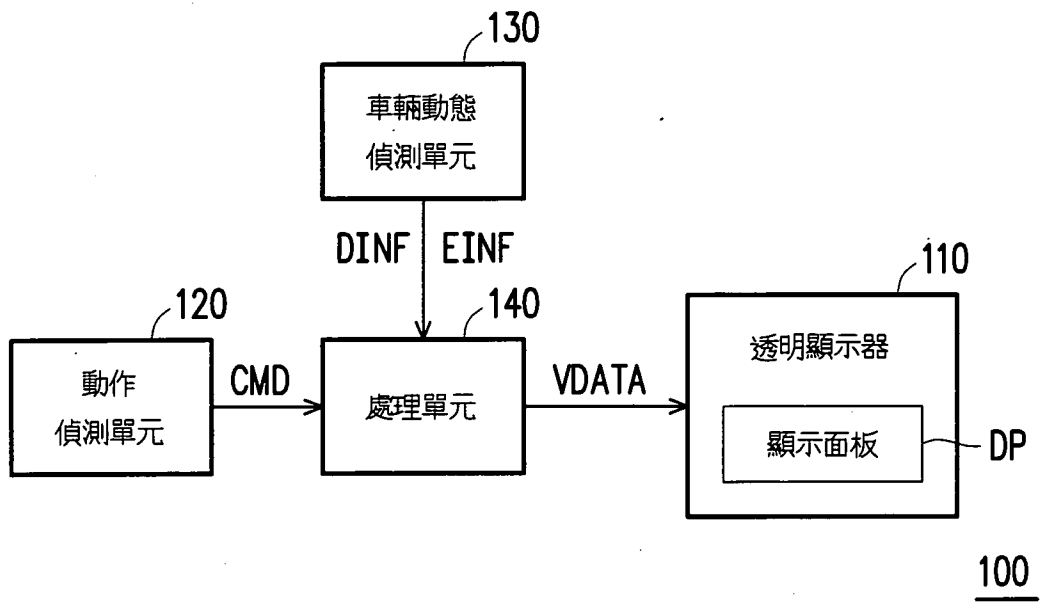 130
車輛動態
偵測單元
DINF EINF
110
120
140
透明顯示器
動作
偵測單元
CMD
處理單元
VDATA
顯示面板
DP
100